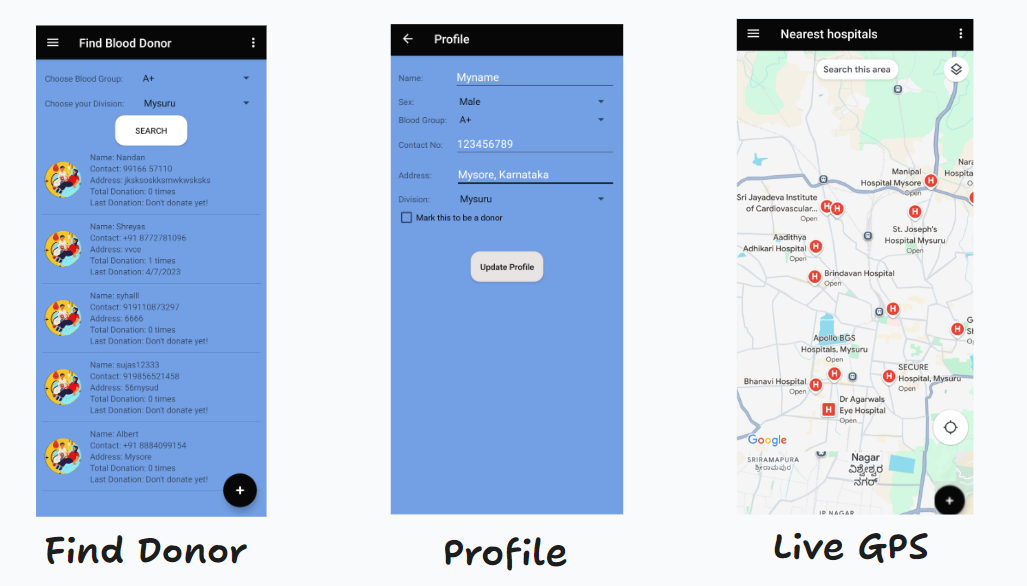 Find Blood Donor
Choose Blood Group: A+
Choose your Division: Mysuru
SEARCH
Name: Nandan
Contact: 99166 57110
Address: jksksoskksmwkwsksks
Total Donation: 0 times
Last Donation: Don't donate yet!
Name: Shreyas
Contact: +91 8772781096
Address: vvce
Total Donation: 1 times
Last Donation: 4/7/2023
Name: syhalll
Contact: 919110873297
Address: 6666
Total Donation: 0 times
Last Donation: Don't donate yet!
Name: sujas12333
Contact: 919856521458
Address: 56mysud
Total Donation: 0 times
Last Donation: Don't donate yet!
Name: Albert
Contact: +91 8884099154
Address: Mysore
Total Donation: 0 times
Last Donation: Don't donate yet!
Find Donor
Profile
Name: Myname
Sex: Male
Blood Group: A+
Contact No: 123456789
Address: Mysore, Karnataka
Division: Mysuru
Mark this to be a donor
Update Profile
Profile
Nearest hospitals
Search this area
Manipal
Hospital Mysore
Open
Nara
Hospita
Sri Jayadeva Institute
of Cardiovascular...
Open
St. Joseph's
Hospital Mysuru
Open
Aadithya
Adhikari Hospital
Open
Brindavan Hospital
Open
Apollo BGS
Hospitals, Mysuru
Open
SECURE
Hospital, Mysuru
Open
Bhanavi Hospital
Open
Dr Agarwals
Eye Hospital
Open
Google
SRIRAMAPURA
ಶ್ರೀರಾಮಪುರ
Nagar
ವಿಶ್ವೇಶ್ವರ
ನಗರ್
JP NAGAR
Live GPS